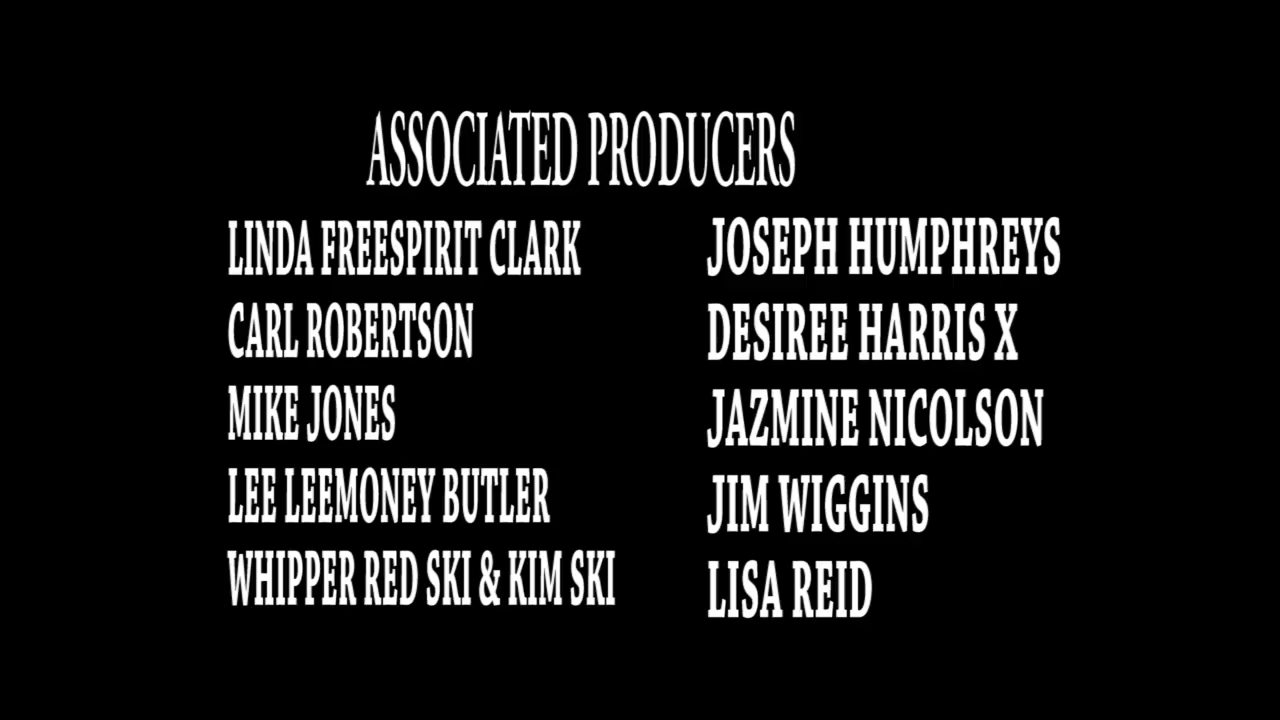 ASSOCIATED PRODUCERS
LINDA FREESPIRIT CLARK
CARL ROBERTSON
MIKE JONES
LEE LEEMONEY BUTLER
WHIPPER RED SKI & KIM SKI
JOSEPH HUMPHREYS
DESIREE HARRIS X
JAZMINE NICOLSON
JIM WIGGINS
LISA REID